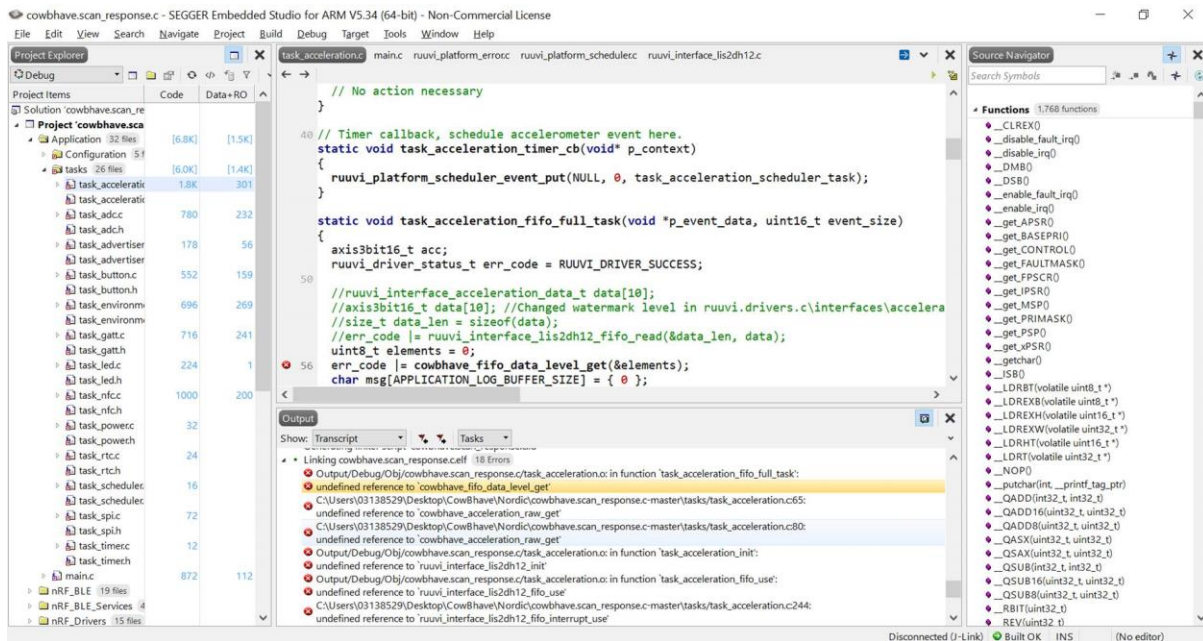 cowbhave.scan_response.c - SEGGER Embedded Studio for ARM V5.34 (64-bit) - Non-Commercial License
File Edit View Search Navigate Project Build Debug Target Tools Window Help
Project Explorer
Debug
Project Items Code Data+RO
Solution 'cowbhave.scan_re
Project 'cowbhave.sca
Application 32 files [6.8K] [1.5K]
Configuration 5 f
tasks 26 files [6.0K] [1.4K]
task_acceleratic 1.8K 301
task_acceleratic
task_adc.c 780 232
task_adc.h
task_advertiser 178 56
task_advertiser
task_button.c 552 159
task_button.h
task_environm 696 269
task_environm
task_gatt.c 716 241
task_gatt.h
task_led.c 224 1
task_led.h
task_nfc.c 1000 200
task_nfc.h
task_power.c 32
task_power.h
task_rtc.c 24
task_rtc.h
task_scheduler. 16
task_scheduler.
task_spi.c 72
task_spi.h
task_timer.c 12
task_timer.h
main.c 872 112
nRF_BLE 19 files
nRF_BLE_Services 4
nRF_Drivers 15 files
task_acceleration.c main.c ruuvi_platform_error.c ruuvi_platform_scheduler.c ruuvi_interface_lis2dh12.c
// No action necessary
}
40 // Timer callback, schedule accelerometer event here.
static void task_acceleration_timer_cb(void* p_context)
{
ruuvi_platform_scheduler_event_put(NULL, 0, task_acceleration_scheduler_task);
}
static void task_acceleration_fifo_full_task(void *p_event_data, uint16_t event_size)
{
axis3bit16_t acc;
ruuvi_driver_status_t err_code = RUUVI_DRIVER_SUCCESS;
50
//ruuvi_interface_acceleration_data_t data[10];
//axis3bit16_t data[10]; //Changed watermark level in ruuvi.drivers.c\interfaces\accelera
//size_t data_len = sizeof(data);
//err_code |= ruuvi_interface_lis2dh12_fifo_read(&data_len, data);
uint8_t elements = 0;
56 err_code |= cowbhave_fifo_data_level_get(&elements);
char msg[APPLICATION_LOG_BUFFER_SIZE] = { 0 };
Output
Show: Transcript Tasks
Linking cowbhave.scan_response.c.elf 18 Errors
Output/Debug/Obj/cowbhave.scan_response.c/task_acceleration.o: in function `task_acceleration_fifo_full_task':
undefined reference to `cowbhave_fifo_data_level_get'
C:\Users\03138529\Desktop\CowBhave\Nordic\cowbhave.scan_response.c-master\tasks/task_acceleration.c:65:
undefined reference to `cowbhave_acceleration_raw_get'
C:\Users\03138529\Desktop\CowBhave\Nordic\cowbhave.scan_response.c-master\tasks/task_acceleration.c:80:
undefined reference to `cowbhave_acceleration_raw_get'
Output/Debug/Obj/cowbhave.scan_response.c/task_acceleration.o: in function `task_acceleration_init':
undefined reference to `ruuvi_interface_lis2dh12_init'
Output/Debug/Obj/cowbhave.scan_response.c/task_acceleration.o: in function `task_acceleration_fifo_use':
undefined reference to `ruuvi_interface_lis2dh12_fifo_use'
C:\Users\03138529\Desktop\CowBhave\Nordic\cowbhave.scan_response.c-master\tasks/task_acceleration.c:244:
undefined reference to `ruuvi_interface_lis2dh12_fifo_interrupt_use'
Source Navigator
Search Symbols
Functions 1,768 functions
__CLREX()
__disable_fault_irq()
__disable_irq()
__DMB()
__DSB()
__enable_fault_irq()
__enable_irq()
__get_APSR()
__get_BASEPRI()
__get_CONTROL()
__get_FAULTMASK()
__get_FPSCR()
__get_IPSR()
__get_MSP()
__get_PRIMASK()
__get_PSP()
__get_xPSR()
__getchar()
__ISB()
__LDRBT(volatile uint8_t *)
__LDREXB(volatile uint8_t *)
__LDREXH(volatile uint16_t *)
__LDREXW(volatile uint32_t *)
__LDRHT(volatile uint16_t *)
__LDRT(volatile uint32_t *)
__NOP()
__putchar(int, __printf_tag_ptr)
__QADD(int32_t, int32_t)
__QADD16(uint32_t, uint32_t)
__QADD8(uint32_t, uint32_t)
__QASX(uint32_t, uint32_t)
__QSAX(uint32_t, uint32_t)
__QSUB(int32_t, int32_t)
__QSUB16(uint32_t, uint32_t)
__QSUB8(uint32_t, uint32_t)
__RBIT(uint32_t)
__REV(uint32_t)
Disconnected (J-Link) Built OK INS (No editor)